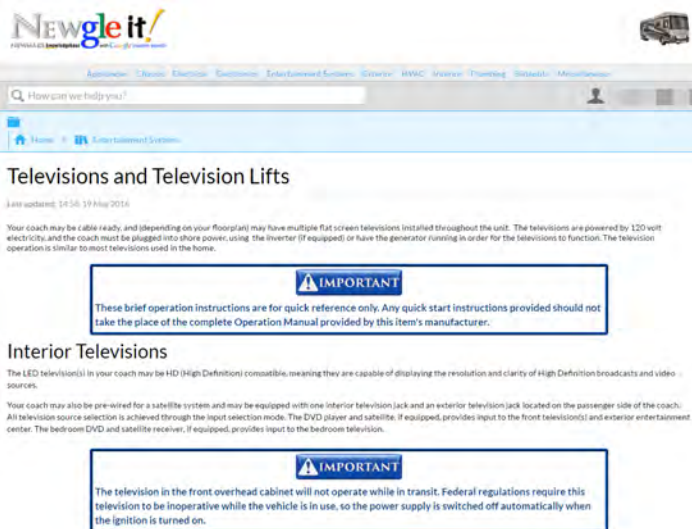 Newgle it!
Appliances Chassis Electrical Electronics Entertainment Systems Exterior HVAC Interior Plumbing Miscellaneous
How can we help you?
Home Entertainment Systems
Televisions and Television Lifts
Last updated: 14:58, 19 May 2016
Your coach may be cable ready, and (depending on your floorplan) may have multiple flat screen televisions installed throughout the unit. The televisions are powered by 120 volt
electricity, and the coach must be plugged into shore power, using the inverter (if equipped) or have the generator running in order for the televisions to function. The television
operation is similar to most televisions used in the home.
IMPORTANT
These brief operation instructions are for quick reference only. Any quick start instructions provided should not
take the place of the complete Operation Manual provided by this item's manufacturer.
Interior Televisions
The LED television(s) in your coach may be HD (High Definition) compatible, meaning they are capable of displaying the resolution and clarity of High Definition broadcasts and video
sources.
Your coach may also be pre-wired for a satellite system and may be equipped with one interior television jack and an exterior television jack located on the passenger side of the coach.
All television source selection is achieved through the input selection mode. The DVD player and satellite, if equipped, provides input to the front television(s) and exterior entertainment
center. The bedroom DVD and satellite receiver, if equipped, provides input to the bedroom television.
IMPORTANT
The television in the front overhead cabinet will not operate while in transit. Federal regulations require this
television to be inoperative while the vehicle is in use, so the power supply is switched off automatically when
the ignition is turned on.